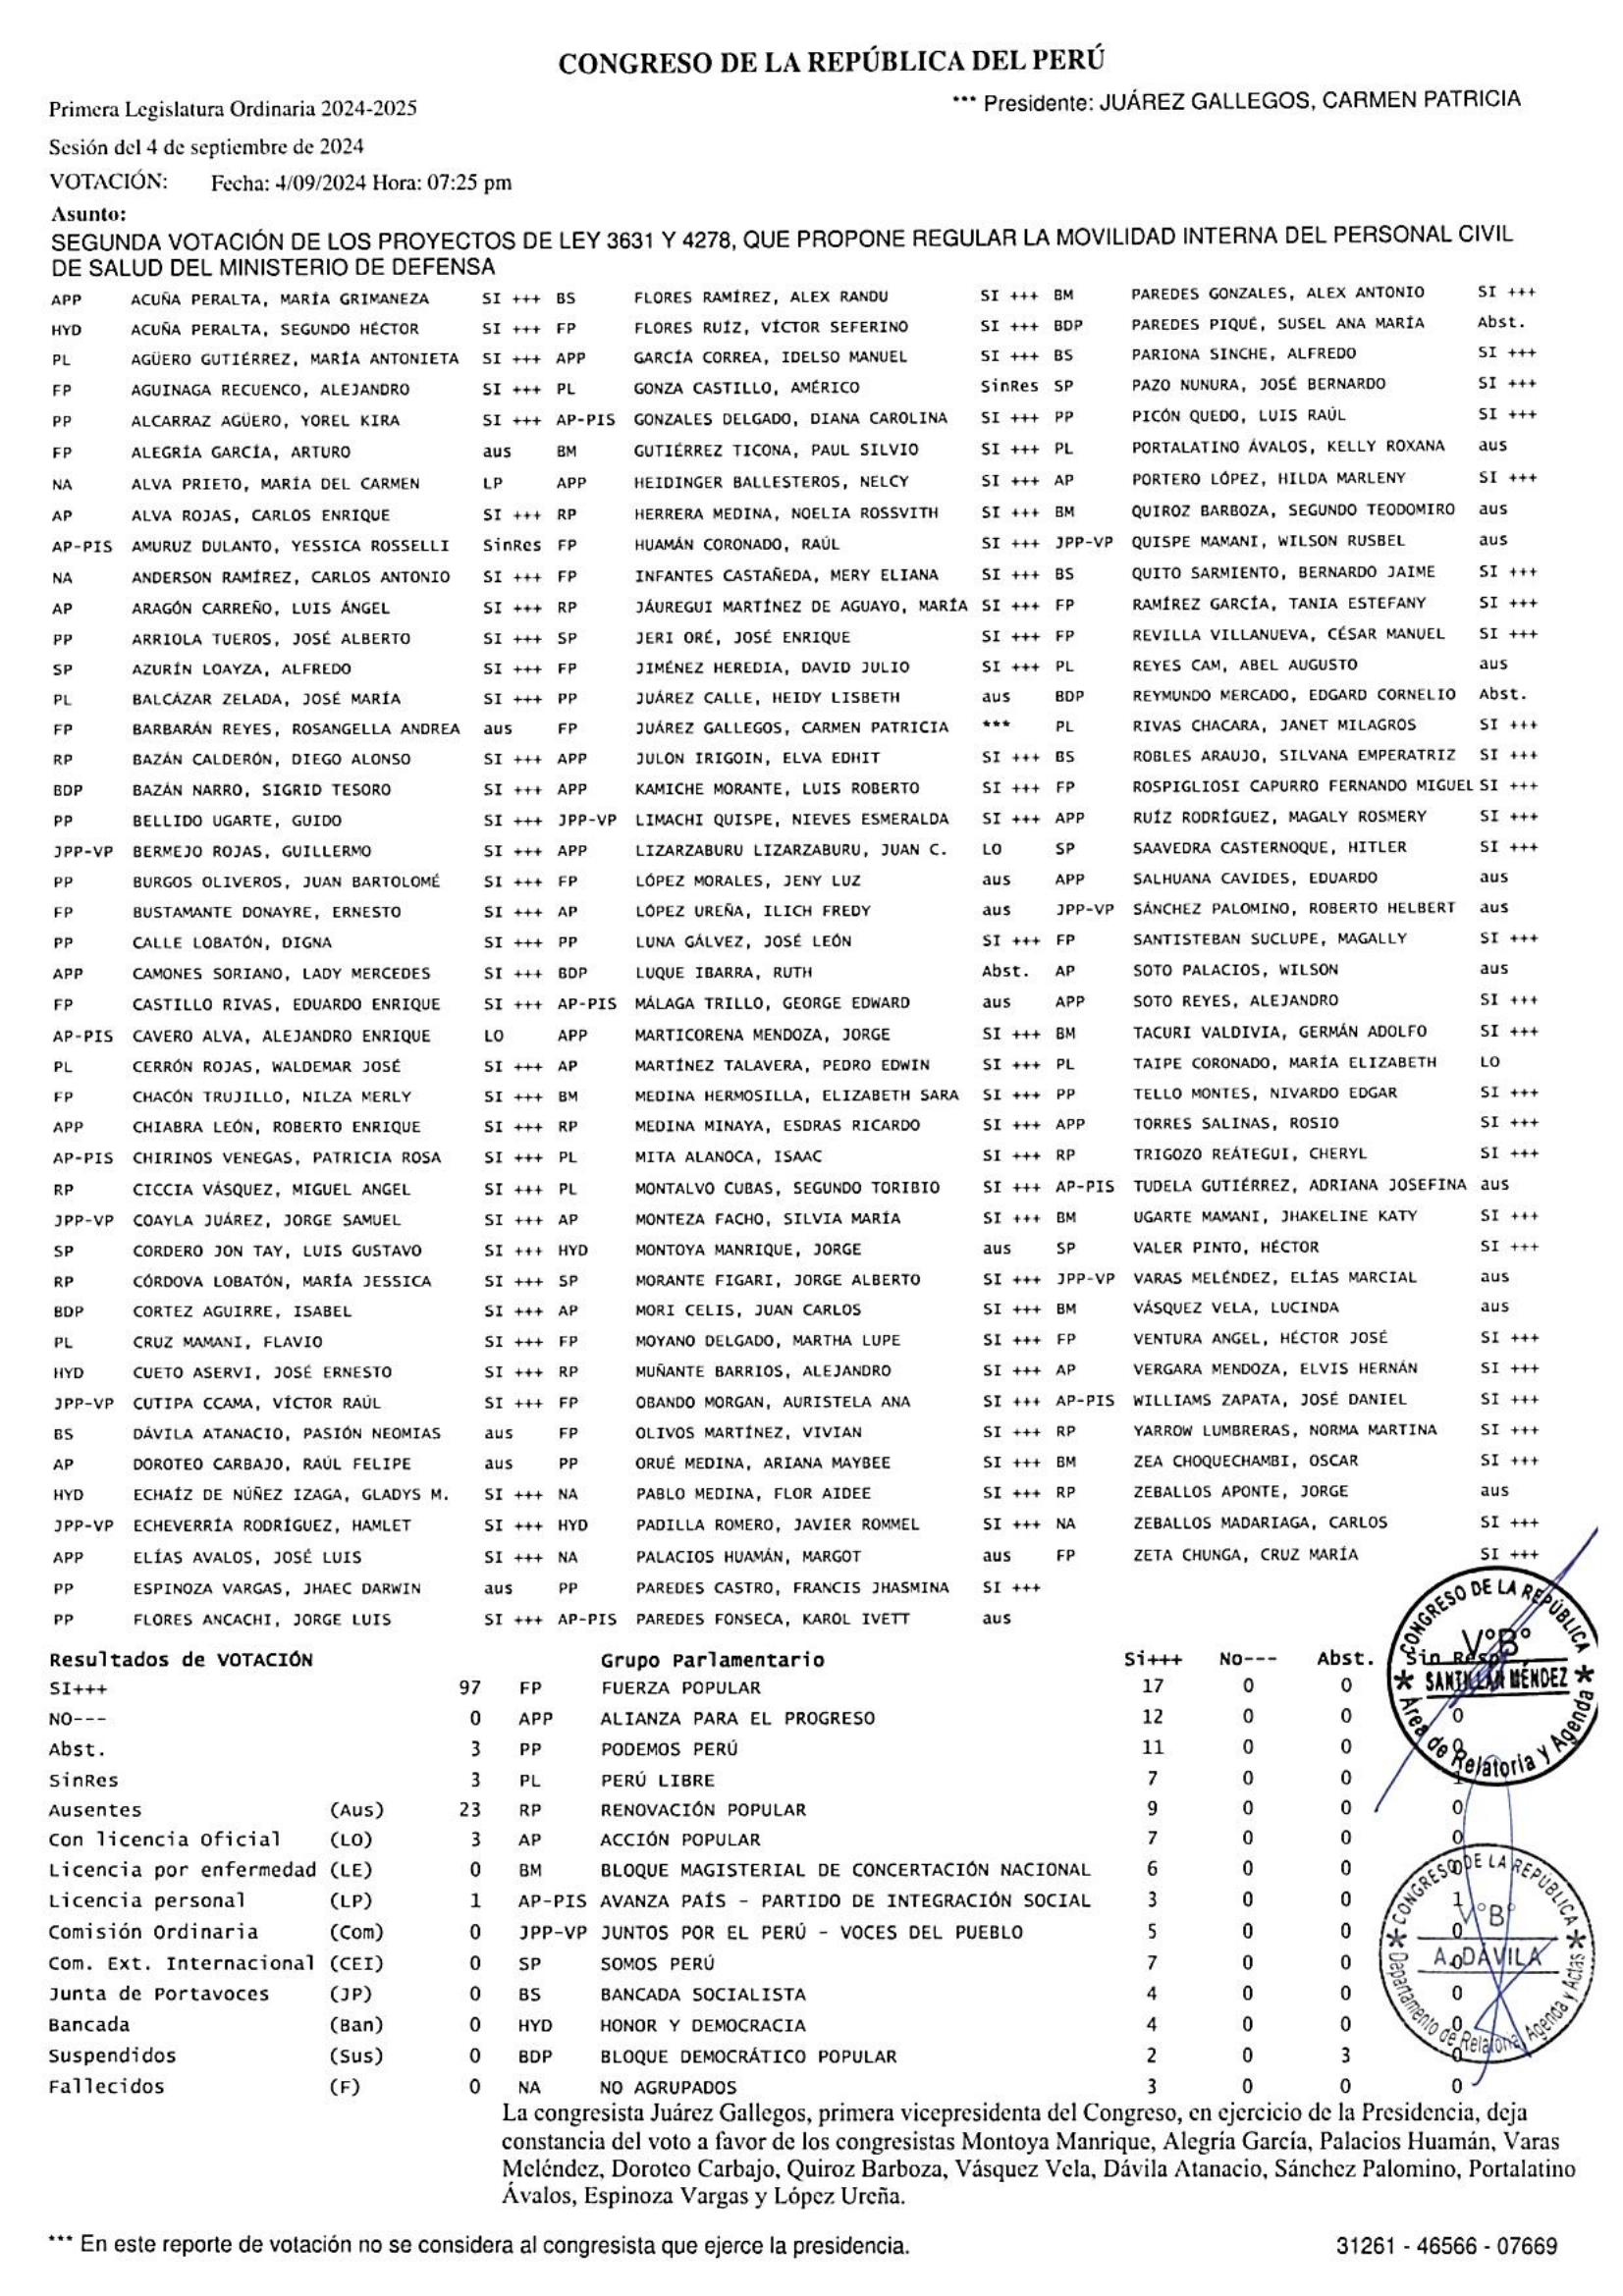 CONGRESO DE LA REPÚBLICA DEL PERÚ
Primera Legislatura Ordinaria 2024-2025 *** Presidente: JUÁREZ GALLEGOS, CARMEN PATRICIA
Sesión del 4 de septiembre de 2024
VOTACIÓN: Fecha: 4/09/2024 Hora: 07:25 pm
Asunto:
SEGUNDA VOTACIÓN DE LOS PROYECTOS DE LEY 3631 Y 4278, QUE PROPONE REGULAR LA MOVILIDAD INTERNA DEL PERSONAL CIVIL
DE SALUD DEL MINISTERIO DE DEFENSA
APP ACUÑA PERALTA, MARÍA GRIMANEZA SI +++ BS FLORES RAMÍREZ, ALEX RANDU SI +++ BM PAREDES GONZALES, ALEX ANTONIO SI +++
HYD ACUÑA PERALTA, SEGUNDO HÉCTOR SI +++ FP FLORES RUÍZ, VÍCTOR SEFERINO SI +++ BDP PAREDES PIQUÉ, SUSEL ANA MARÍA Abst.
PL AGÜERO GUTIÉRREZ, MARÍA ANTONIETA SI +++ APP GARCÍA CORREA, IDELSO MANUEL SI +++ BS PARIONA SINCHE, ALFREDO SI +++
FP AGUINAGA RECUENCO, ALEJANDRO SI +++ PL GONZA CASTILLO, AMÉRICO SinRes SP PAZO NUNURA, JOSÉ BERNARDO SI +++
PP ALCARRAZ AGÜERO, YOREL KIRA SI +++ AP-PIS GONZALES DELGADO, DIANA CAROLINA SI +++ PP PICÓN QUEDO, LUIS RAÚL SI +++
FP ALEGRÍA GARCÍA, ARTURO aus BM GUTIÉRREZ TICONA, PAUL SILVIO SI +++ PL PORTALATINO ÁVALOS, KELLY ROXANA aus
NA ALVA PRIETO, MARÍA DEL CARMEN LP APP HEIDINGER BALLESTEROS, NELCY SI +++ AP PORTERO LÓPEZ, HILDA MARLENY SI +++
AP ALVA ROJAS, CARLOS ENRIQUE SI +++ RP HERRERA MEDINA, NOELIA ROSSVITH SI +++ BM QUIROZ BARBOZA, SEGUNDO TEODOMIRO aus
AP-PIS AMURUZ DULANTO, YESSICA ROSSELLI SinRes FP HUAMÁN CORONADO, RAÚL SI +++ JPP-VP QUISPE MAMANI, WILSON RUSBEL aus
NA ANDERSON RAMÍREZ, CARLOS ANTONIO SI +++ FP INFANTES CASTAÑEDA, MERY ELIANA SI +++ BS QUITO SARMIENTO, BERNARDO JAIME SI +++
AP ARAGÓN CARREÑO, LUIS ÁNGEL SI +++ RP JÁUREGUI MARTÍNEZ DE AGUAYO, MARÍA SI +++ FP RAMÍREZ GARCÍA, TANIA ESTEFANY SI +++
PP ARRIOLA TUEROS, JOSÉ ALBERTO SI +++ SP JERI ORÉ, JOSÉ ENRIQUE SI +++ FP REVILLA VILLANUEVA, CÉSAR MANUEL SI +++
SP AZURÍN LOAYZA, ALFREDO SI +++ FP JIMÉNEZ HEREDIA, DAVID JULIO SI +++ PL REYES CAM, ABEL AUGUSTO aus
PL BALCÁZAR ZELADA, JOSÉ MARÍA SI +++ PP JUÁREZ CALLE, HEIDY LISBETH aus BDP REYMUNDO MERCADO, EDGARD CORNELIO Abst.
FP BARBARÁN REYES, ROSANGELLA ANDREA aus FP JUÁREZ GALLEGOS, CARMEN PATRICIA *** PL RIVAS CHACARA, JANET MILAGROS SI +++
RP BAZÁN CALDERÓN, DIEGO ALONSO SI +++ APP JULON IRIGOIN, ELVA EDHIT SI +++ BS ROBLES ARAUJO, SILVANA EMPERATRIZ SI +++
BDP BAZÁN NARRO, SIGRID TESORO SI +++ APP KAMICHE MORANTE, LUIS ROBERTO SI +++ FP ROSPIGLIOSI CAPURRO FERNANDO MIGUEL SI +++
PP BELLIDO UGARTE, GUIDO SI +++ JPP-VP LIMACHI QUISPE, NIEVES ESMERALDA SI +++ APP RUÍZ RODRÍGUEZ, MAGALY ROSMERY SI +++
JPP-VP BERMEJO ROJAS, GUILLERMO SI +++ APP LIZARZABURU LIZARZABURU, JUAN C. LO SP SAAVEDRA CASTERNOQUE, HITLER SI +++
PP BURGOS OLIVEROS, JUAN BARTOLOMÉ SI +++ FP LÓPEZ MORALES, JENY LUZ aus APP SALHUANA CAVIDES, EDUARDO aus
FP BUSTAMANTE DONAYRE, ERNESTO SI +++ AP LÓPEZ UREÑA, ILICH FREDY aus JPP-VP SÁNCHEZ PALOMINO, ROBERTO HELBERT aus
PP CALLE LOBATÓN, DIGNA SI +++ PP LUNA GÁLVEZ, JOSÉ LEÓN SI +++ FP SANTISTEBAN SUCLUPE, MAGALLY SI +++
APP CAMONES SORIANO, LADY MERCEDES SI +++ BDP LUQUE IBARRA, RUTH Abst. AP SOTO PALACIOS, WILSON aus
FP CASTILLO RIVAS, EDUARDO ENRIQUE SI +++ AP-PIS MÁLAGA TRILLO, GEORGE EDWARD aus APP SOTO REYES, ALEJANDRO SI +++
AP-PIS CAVERO ALVA, ALEJANDRO ENRIQUE LO APP MARTICORENA MENDOZA, JORGE SI +++ BM TACURI VALDIVIA, GERMÁN ADOLFO SI +++
PL CERRÓN ROJAS, WALDEMAR JOSÉ SI +++ AP MARTÍNEZ TALAVERA, PEDRO EDWIN SI +++ PL TAIPE CORONADO, MARÍA ELIZABETH LO
FP CHACÓN TRUJILLO, NILZA MERLY SI +++ BM MEDINA HERMOSILLA, ELIZABETH SARA SI +++ PP TELLO MONTES, NIVARDO EDGAR SI +++
APP CHIABRA LEÓN, ROBERTO ENRIQUE SI +++ RP MEDINA MINAYA, ESDRAS RICARDO SI +++ APP TORRES SALINAS, ROSIO SI +++
AP-PIS CHIRINOS VENEGAS, PATRICIA ROSA SI +++ PL MITA ALANOCA, ISAAC SI +++ RP TRIGOZO REÁTEGUI, CHERYL SI +++
RP CICCIA VÁSQUEZ, MIGUEL ANGEL SI +++ PL MONTALVO CUBAS, SEGUNDO TORIBIO SI +++ AP-PIS TUDELA GUTIÉRREZ, ADRIANA JOSEFINA aus
JPP-VP COAYLA JUÁREZ, JORGE SAMUEL SI +++ AP MONTEZA FACHO, SILVIA MARÍA SI +++ BM UGARTE MAMANI, JHAKELINE KATY SI +++
SP CORDERO JON TAY, LUIS GUSTAVO SI +++ HYD MONTOYA MANRIQUE, JORGE aus SP VALER PINTO, HÉCTOR SI +++
RP CÓRDOVA LOBATÓN, MARÍA JESSICA SI +++ SP MORANTE FIGARI, JORGE ALBERTO SI +++ JPP-VP VARAS MELÉNDEZ, ELÍAS MARCIAL aus
BDP CORTEZ AGUIRRE, ISABEL SI +++ AP MORI CELIS, JUAN CARLOS SI +++ BM VÁSQUEZ VELA, LUCINDA aus
PL CRUZ MAMANI, FLAVIO SI +++ FP MOYANO DELGADO, MARTHA LUPE SI +++ FP VENTURA ANGEL, HÉCTOR JOSÉ SI +++
HYD CUETO ASERVI, JOSÉ ERNESTO SI +++ RP MUÑANTE BARRIOS, ALEJANDRO SI +++ AP VERGARA MENDOZA, ELVIS HERNÁN SI +++
JPP-VP CUTIPA CCAMA, VÍCTOR RAÚL SI +++ FP OBANDO MORGAN, AURISTELA ANA SI +++ AP-PIS WILLIAMS ZAPATA, JOSÉ DANIEL SI +++
BS DÁVILA ATANACIO, PASIÓN NEOMIAS aus FP OLIVOS MARTÍNEZ, VIVIAN SI +++ RP YARROW LUMBRERAS, NORMA MARTINA SI +++
AP DOROTEO CARBAJO, RAÚL FELIPE aus PP ORUÉ MEDINA, ARIANA MAYBEE SI +++ BM ZEA CHOQUECHAMBI, OSCAR SI +++
HYD ECHAÍZ DE NÚÑEZ IZAGA, GLADYS M. SI +++ NA PABLO MEDINA, FLOR AIDEE SI +++ RP ZEBALLOS APONTE, JORGE aus
JPP-VP ECHEVERRÍA RODRÍGUEZ, HAMLET SI +++ HYD PADILLA ROMERO, JAVIER ROMMEL SI +++ NA ZEBALLOS MADARIAGA, CARLOS SI +++
APP ELÍAS AVALOS, JOSÉ LUIS SI +++ NA PALACIOS HUAMÁN, MARGOT aus FP ZETA CHUNGA, CRUZ MARÍA SI +++
PP ESPINOZA VARGAS, JHAEC DARWIN aus PP PAREDES CASTRO, FRANCIS JHASMINA SI +++
PP FLORES ANCACHI, JORGE LUIS SI +++ AP-PIS PAREDES FONSECA, KAROL IVETT aus
Resultados de VOTACIÓN Grupo Parlamentario Si+++ No--- Abst. Sin Resp
SI+++ 97 FP FUERZA POPULAR 17 0 0
NO--- 0 APP ALIANZA PARA EL PROGRESO 12 0 0 0
Abst. 3 PP PODEMOS PERÚ 11 0 0 0
SinRes 3 PL PERÚ LIBRE 7 0 0 1
Ausentes (Aus) 23 RP RENOVACIÓN POPULAR 9 0 0 0
Con licencia Oficial (LO) 3 AP ACCIÓN POPULAR 7 0 0 0
Licencia por enfermedad (LE) 0 BM BLOQUE MAGISTERIAL DE CONCERTACIÓN NACIONAL 6 0 0 0
Licencia personal (LP) 1 AP-PIS AVANZA PAÍS - PARTIDO DE INTEGRACIÓN SOCIAL 3 0 0 1
Comisión Ordinaria (Com) 0 JPP-VP JUNTOS POR EL PERÚ - VOCES DEL PUEBLO 5 0 0 0
Com. Ext. Internacional (CEI) 0 SP SOMOS PERÚ 7 0 0 0
Junta de Portavoces (JP) 0 BS BANCADA SOCIALISTA 4 0 0 0
Bancada (Ban) 0 HYD HONOR Y DEMOCRACIA 4 0 0 0
Suspendidos (Sus) 0 BDP BLOQUE DEMOCRÁTICO POPULAR 2 0 3 0
Fallecidos (F) 0 NA NO AGRUPADOS 3 0 0 0
CONGRESO DE LA REPÚBLICA
V°B°
SANTILLAN MÉNDEZ
Área de Relatoría y Agenda
CONGRESO DE LA REPÚBLICA
V°B°
A. DÁVILA
Departamento de Relatoría, Agenda y Actas
La congresista Juárez Gallegos, primera vicepresidenta del Congreso, en ejercicio de la Presidencia, deja
constancia del voto a favor de los congresistas Montoya Manrique, Alegría García, Palacios Huamán, Varas
Meléndez, Doroteo Carbajo, Quiroz Barboza, Vásquez Vela, Dávila Atanacio, Sánchez Palomino, Portalatino
Ávalos, Espinoza Vargas y López Ureña.
*** En este reporte de votación no se considera al congresista que ejerce la presidencia. 31261 - 46566 - 07669